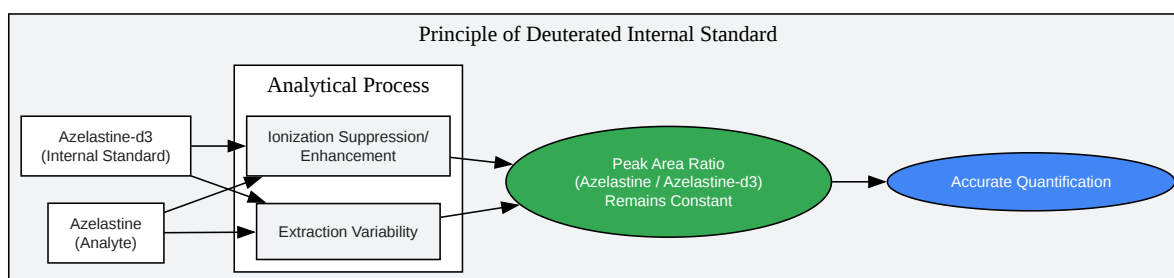 Principle of Deuterated Internal Standard
Analytical Process
Azelastine-d3
(Internal Standard)
Ionization Suppression/
Enhancement
Peak Area Ratio
(Azelastine / Azelastine-d3)
Remains Constant
Accurate Quantification
Azelastine
(Analyte)
Extraction Variability